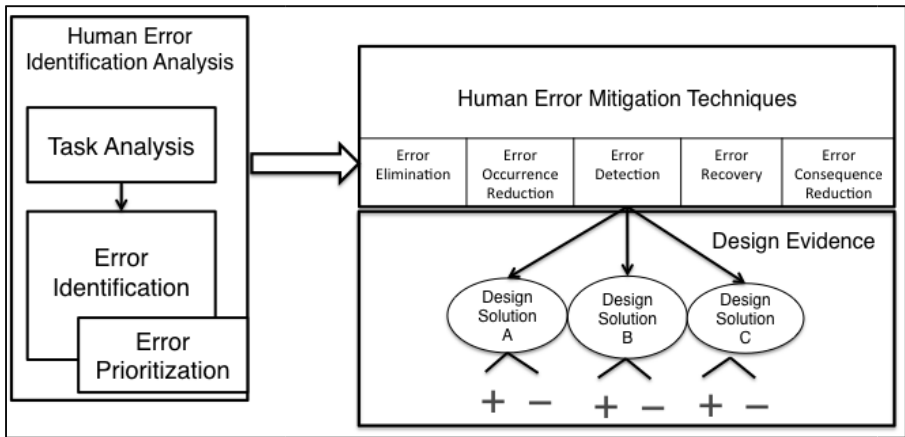 Human Error
Identification Analysis
Task Analysis
Error
Identification
Error
Prioritization
Human Error Mitigation Techniques
Error
Elimination
Error
Occurrence
Reduction
Error
Detection
Error
Recovery
Error
Consequence
Reduction
Design Evidence
Design
Solution
A
Design
Solution
B
Design
Solution
C
+ − + − + −